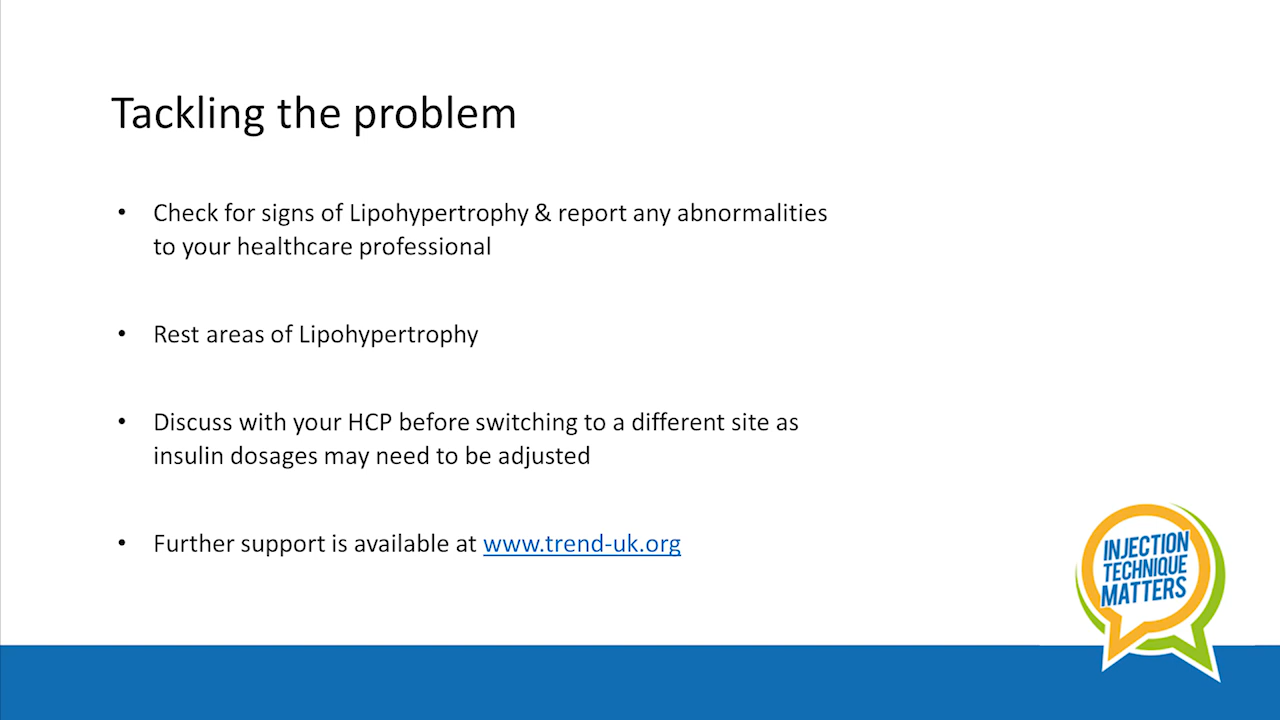 Tackling the problem
• Check for signs of Lipohypertrophy & report any abnormalities
to your healthcare professional
• Rest areas of Lipohypertrophy
• Discuss with your HCP before switching to a different site as
insulin dosages may need to be adjusted
• Further support is available at www.trend-uk.org
INJECTION
TECHNIQUE
MATTERS